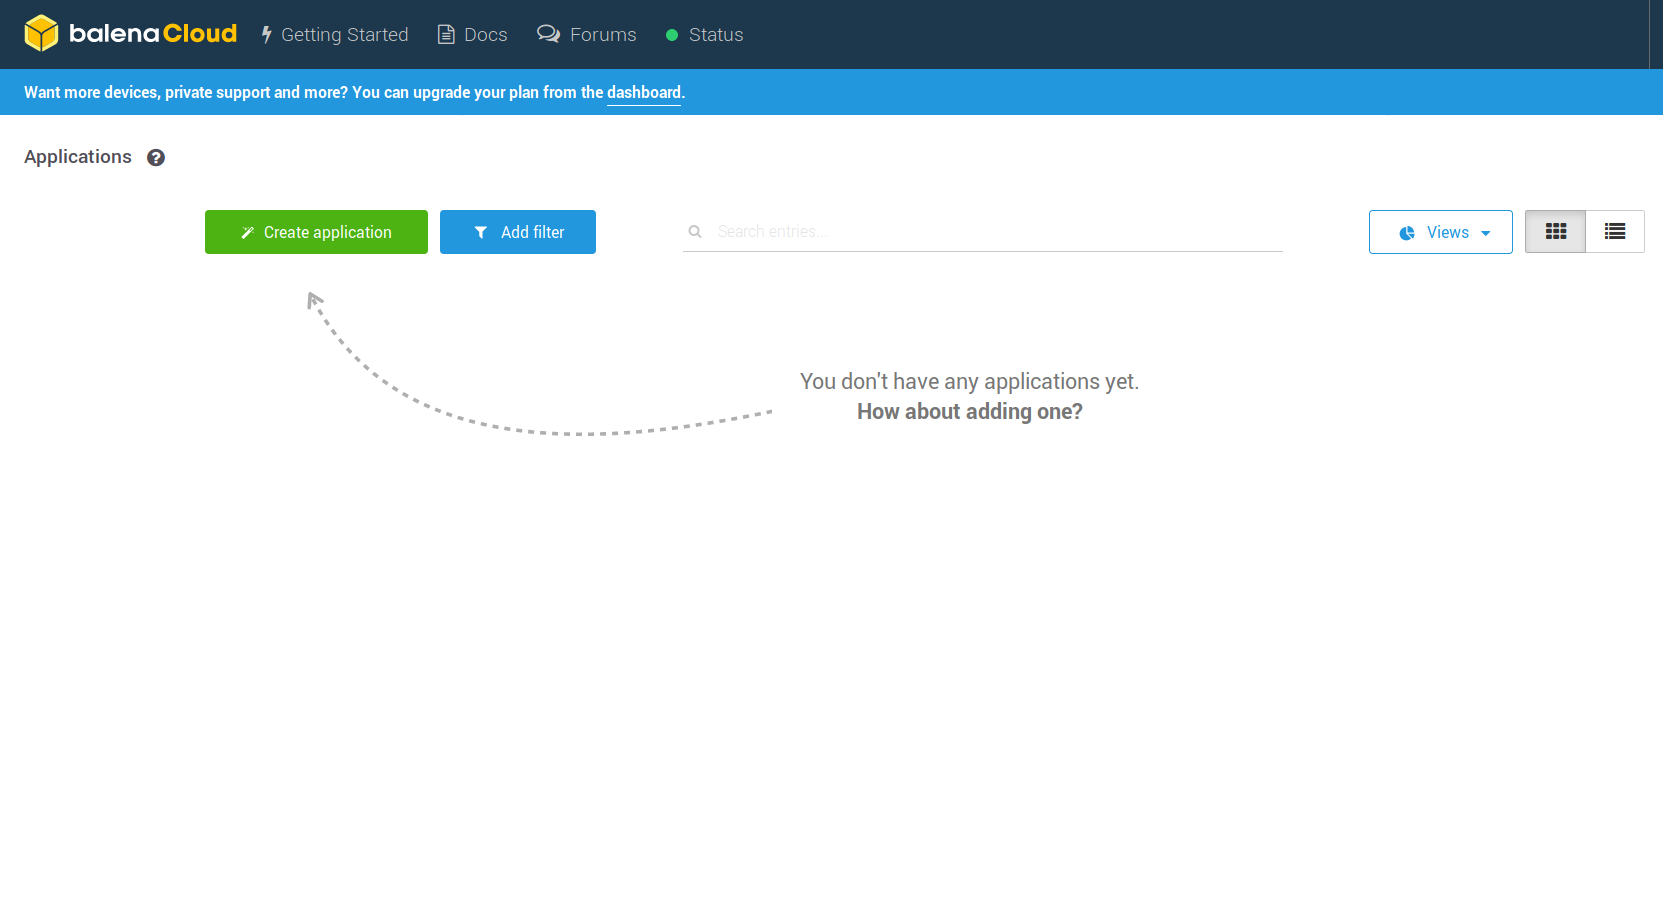 balenaCloud Getting Started Docs Forums Status
Want more devices, private support and more? You can upgrade your plan from the dashboard.
Applications ?
Create application Add filter Search entries... Views
You don't have any applications yet.
How about adding one?